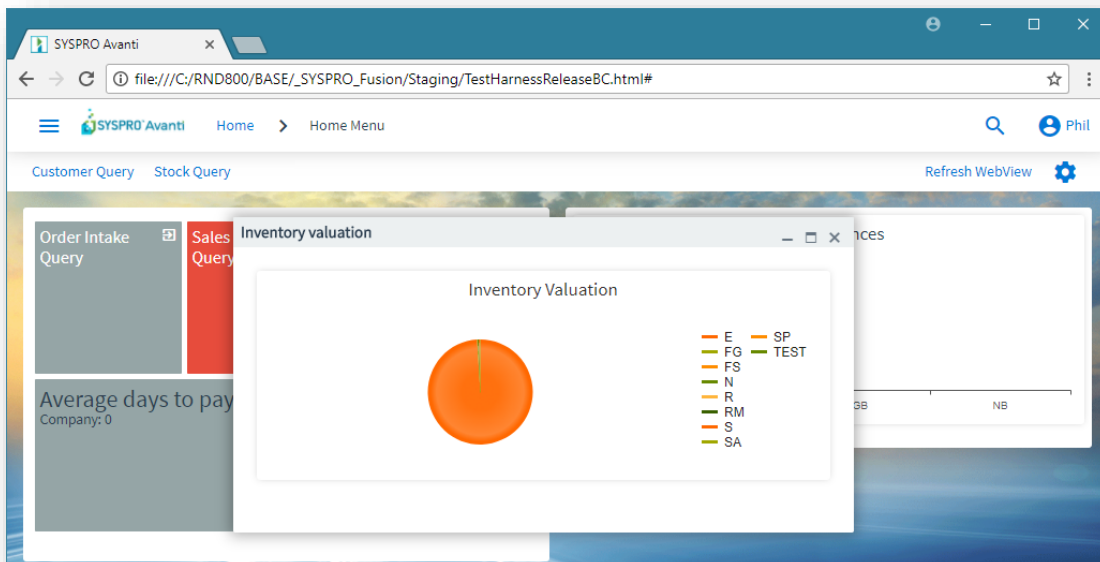 SYSPRO Avanti
file:///C:/RND800/BASE/_SYSPRO_Fusion/Staging/TestHarnessReleaseBC.html#
SYSPRO Avanti Home Home Menu Phil
Customer Query Stock Query Refresh WebView
Order Intake
Query
Sales
Query
Average days to pay
Company: 0
Inventory valuation
Inventory Valuation
E SP
FG TEST
FS
N
R
RM
S
SA
nces
GB NB